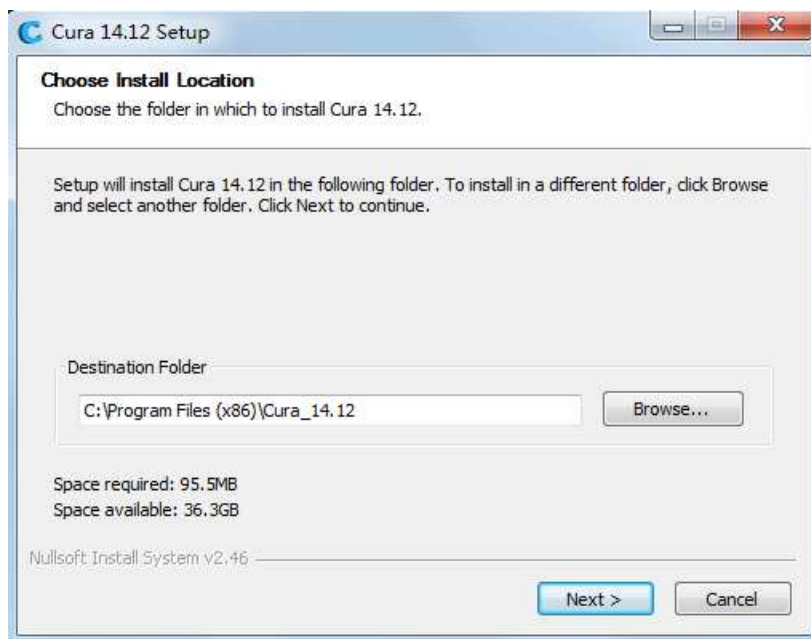 Cura 14.12 Setup
Choose Install Location
Choose the folder in which to install Cura 14.12.
Setup will install Cura 14.12 in the following folder. To install in a different folder, click Browse
and select another folder. Click Next to continue.
Destination Folder
C:\Program Files (x86)\Cura_14.12
Browse...
Space required: 95.5MB
Space available: 36.3GB
Nullsoft Install System v2.46
Next >
Cancel